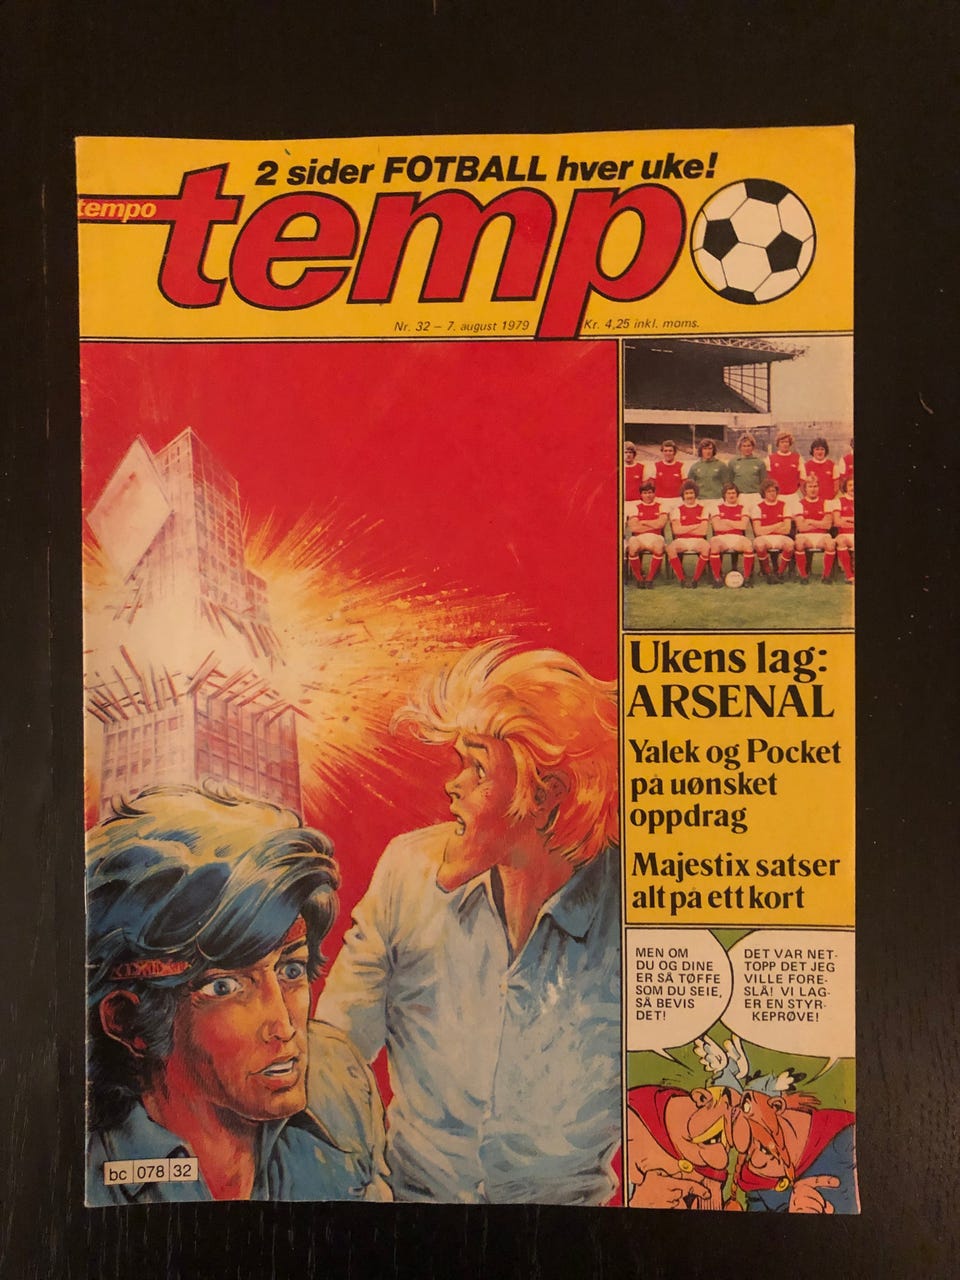 2 sider FOTBALL hver uke!
tempo
tempo
Nr. 32 – 7. august 1979
Kr. 4,25 inkl. moms.
Ukens lag:
ARSENAL
Yalek og Pocket
på uønsket
oppdrag
Majestix satser
alt på ett kort
MEN OM
DU OG DINE
ER SÅ TØFFE
SOM DU SEIE,
SÅ BEVIS
DET!
DET VAR NET-
TOPP DET JEG
VILLE FORE-
SLÅ! VI LAG-
ER EN STYR-
KEPRØVE!
bc 078 32